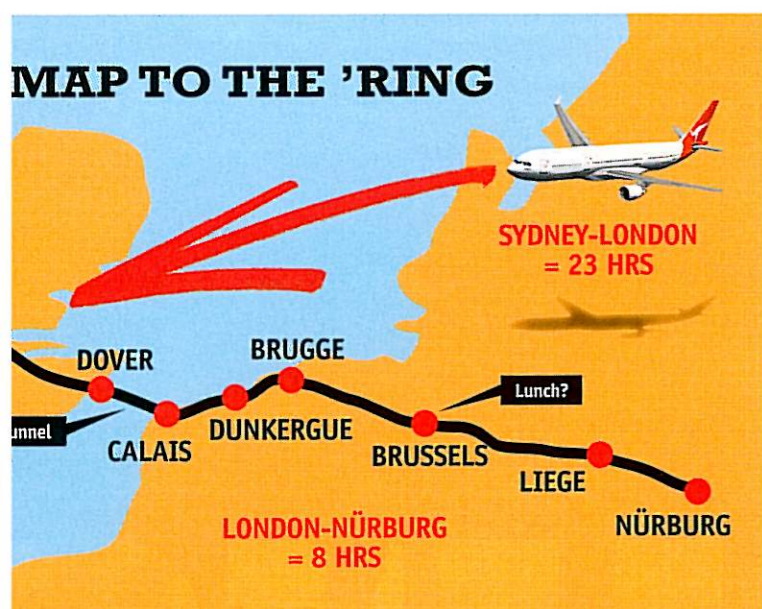 MAP TO THE 'RING
SYDNEY-LONDON
= 23 HRS
BRUGGE
DOVER
Lunch?
unnel
DUNKERGUE
CALAIS
BRUSSELS
LIEGE
NÜRBURG
LONDON-NÜRBURG
= 8 HRS